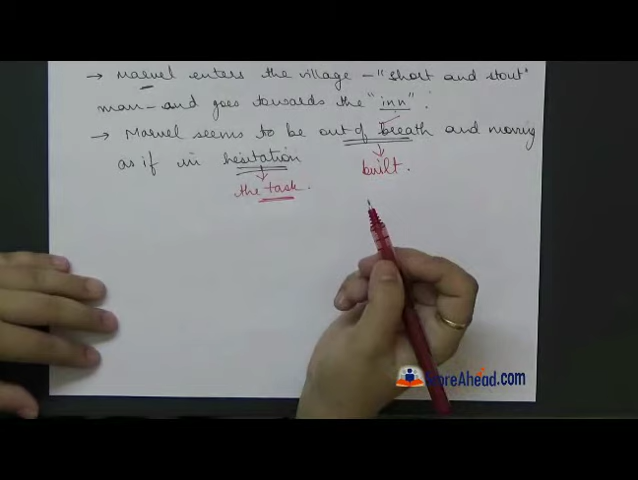 → Marvel enters the village - "short and stout"
man - and goes towards the "inn".
→ Marvel seems to be out of breath and moving
as if in hesitation
built.
the task.
ScoreAhead.com